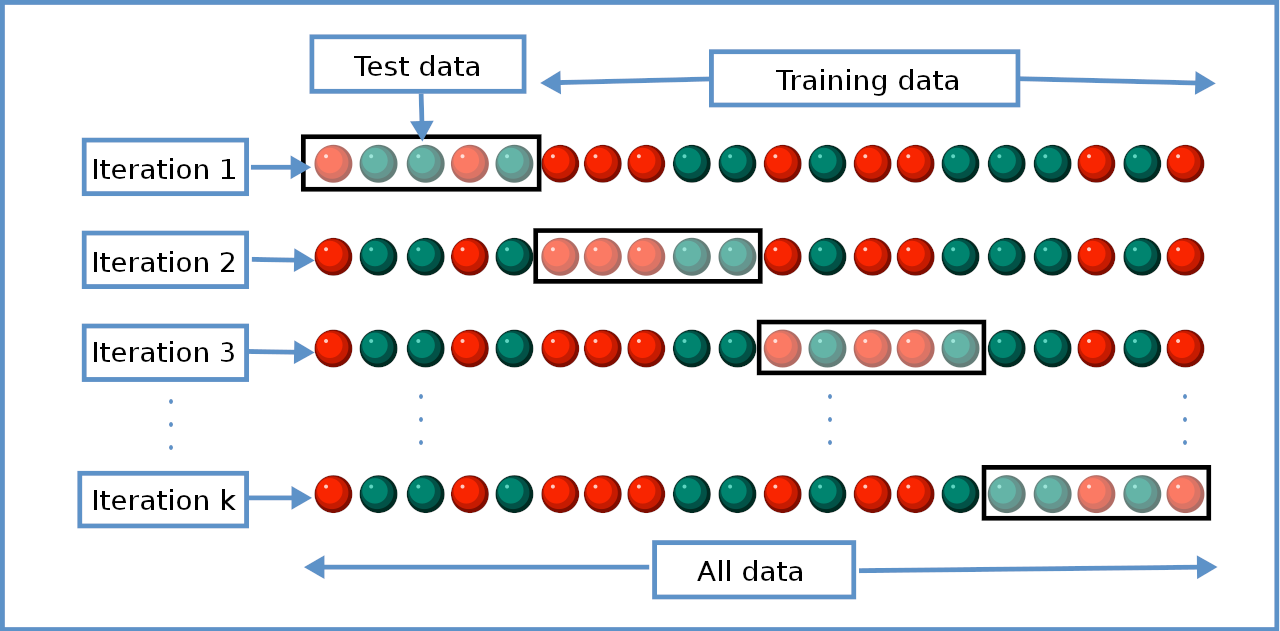 Test data
Training data
Iteration 1
Iteration 2
Iteration 3
Iteration k
All data